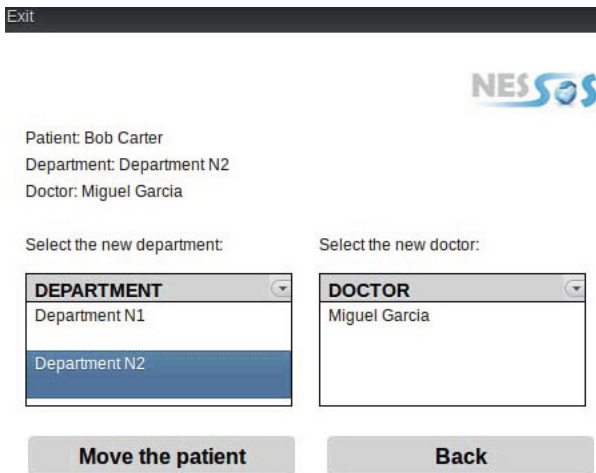 Exit
NESSOS
Patient: Bob Carter
Department: Department N2
Doctor: Miguel Garcia
Select the new department:
Select the new doctor:
DEPARTMENT
Department N1
Department N2
DOCTOR
Miguel Garcia
Move the patient
Back